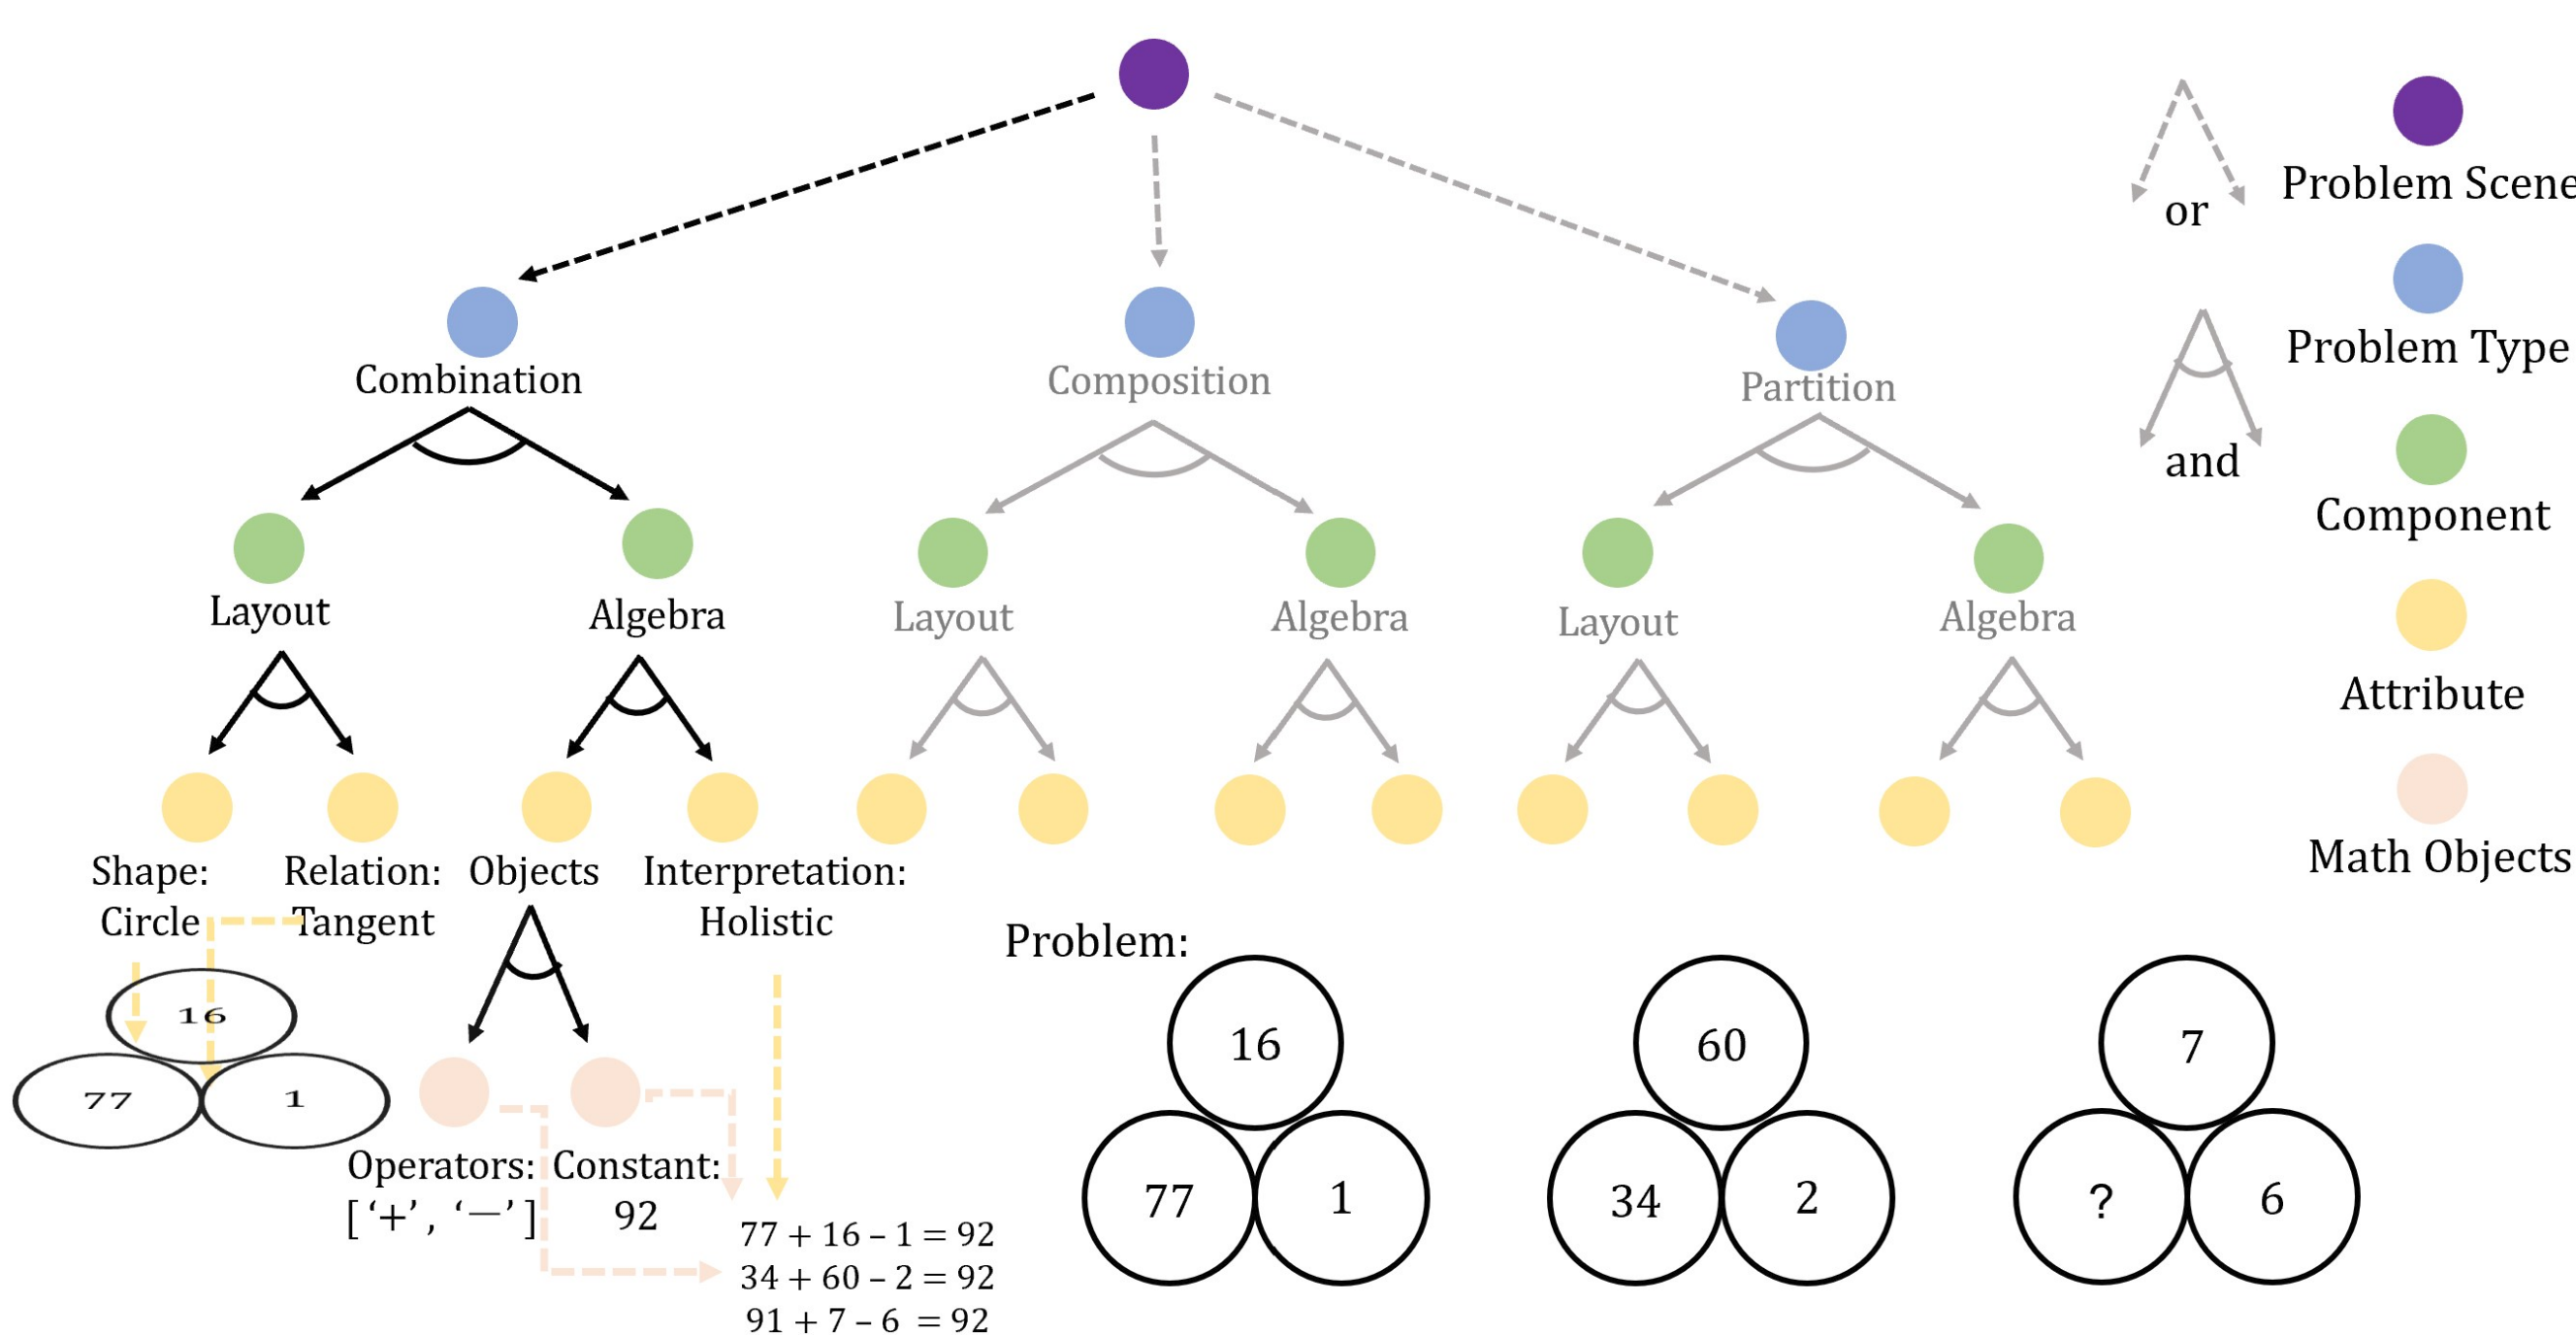 or
Problem Scene
Problem Type
and
Combination
Composition
Partition
Component
Layout
Algebra
Layout
Algebra
Layout
Algebra
Attribute
Math Objects
Shape:
Circle
Relation:
Tangent
Objects
Interpretation:
Holistic
16
77
1
Operators:
[ ‘+’, ‘—’ ]
Constant:
92
77 + 16 – 1 = 92
34 + 60 – 2 = 92
91 + 7 – 6 = 92
Problem:
16
77
1
60
34
2
7
?
6